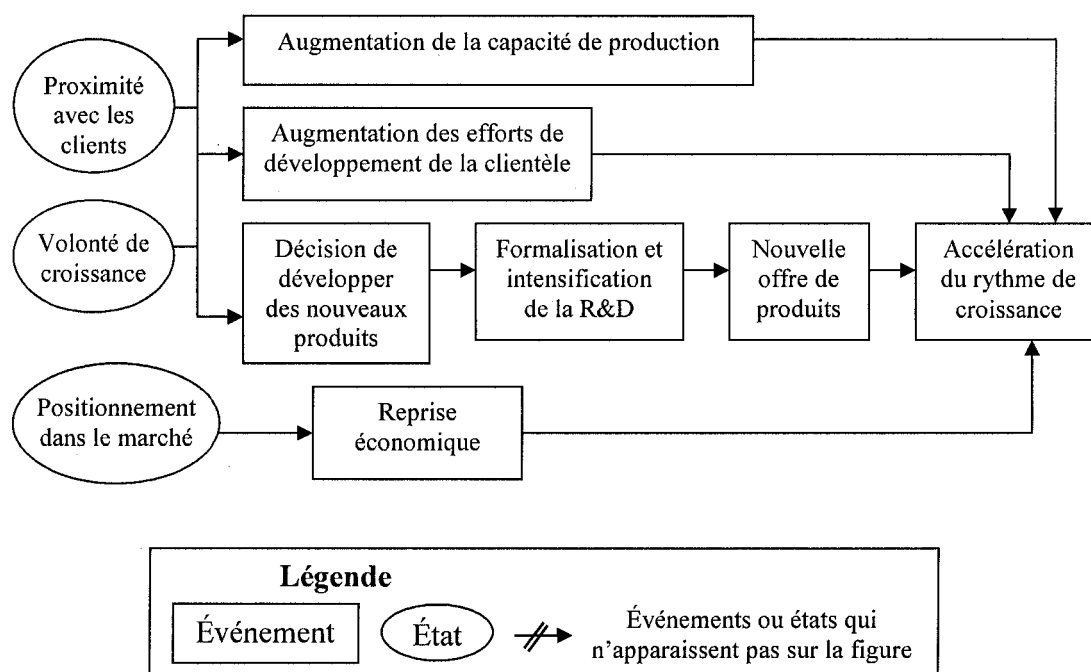 Proximité
avec les
clients
Augmentation de la capacité de production
Augmentation des efforts de
développement de la clientèle
Volonté de
croissance
Décision de
développer
des nouveaux
produits
Formalisation et
intensification
de la R&D
Nouvelle
offre de
produits
Accélération
du rythme de
croissance
Positionnement
dans le marché
Reprise
économique
Légende
Événement
État
Événements ou états qui
n'apparaissent pas sur la figure